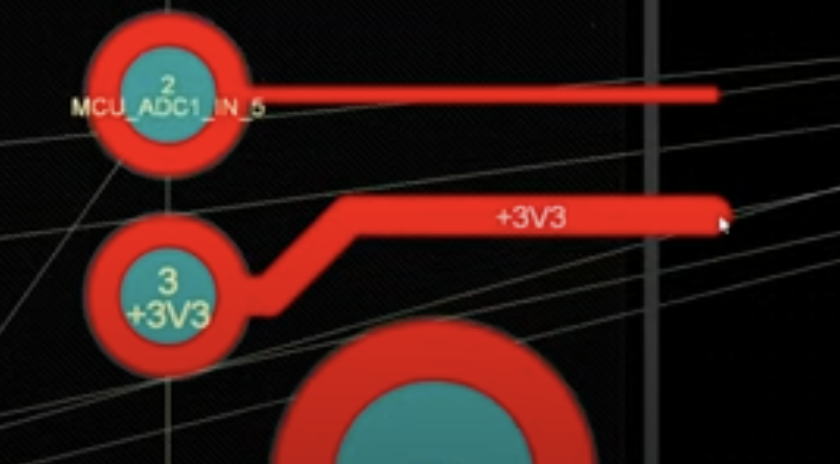 2
MCU_ADC1_IN_5
+3V3
3
+3V3